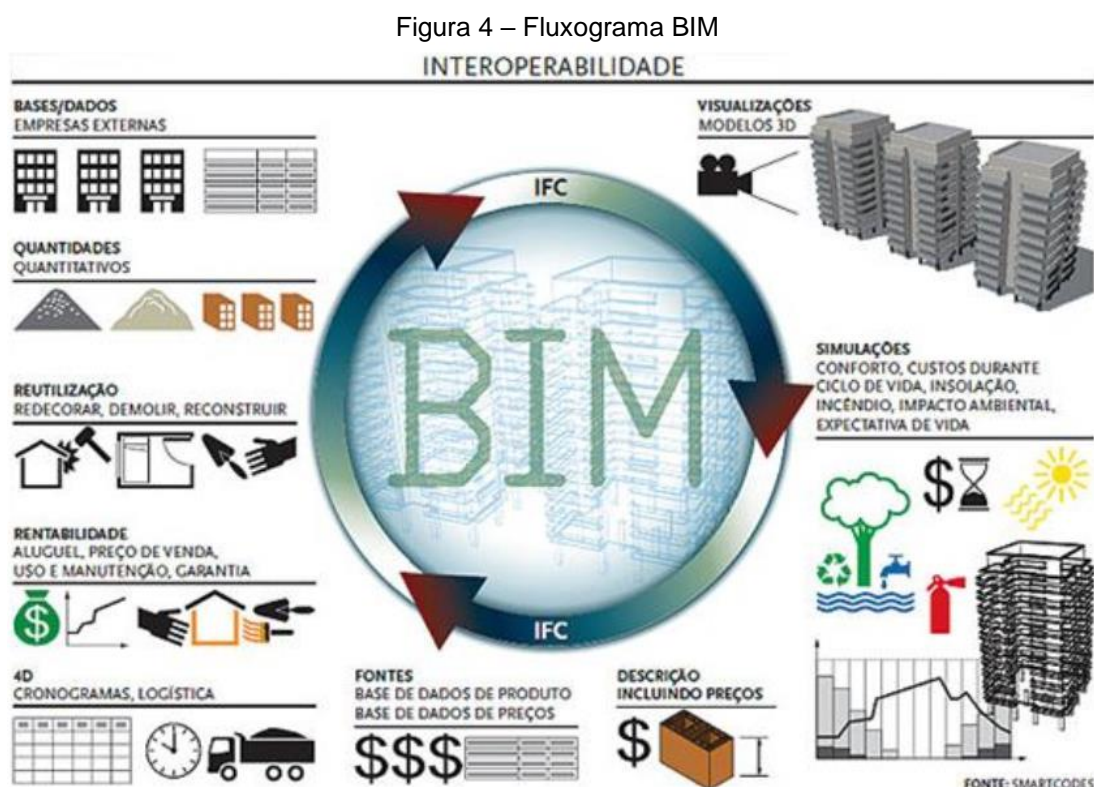 Figura 4 – Fluxograma BIM
INTEROPERABILIDADE
BASES/DADOS
EMPRESAS EXTERNAS
VISUALIZAÇÕES
MODELOS 3D
IFC
QUANTIDADES
QUANTITATIVOS
BIM
SIMULAÇÕES
CONFORTO, CUSTOS DURANTE
CICLO DE VIDA, INSOLAÇÃO,
INCÊNDIO, IMPACTO AMBIENTAL,
EXPECTATIVA DE VIDA
REUTILIZAÇÃO
REDECORAR, DEMOLIR, RECONSTRUIR
$
RENTABILIDADE
ALUGUEL, PREÇO DE VENDA,
USO E MANUTENÇÃO, GARANTIA
$
IFC
4D
CRONOGRAMAS, LOGÍSTICA
FONTES
BASE DE DADOS DE PRODUTO
BASE DE DADOS DE PREÇOS
$$$
DESCRIÇÃO
INCLUINDO PREÇOS
$
FONTE: SMARTCODES